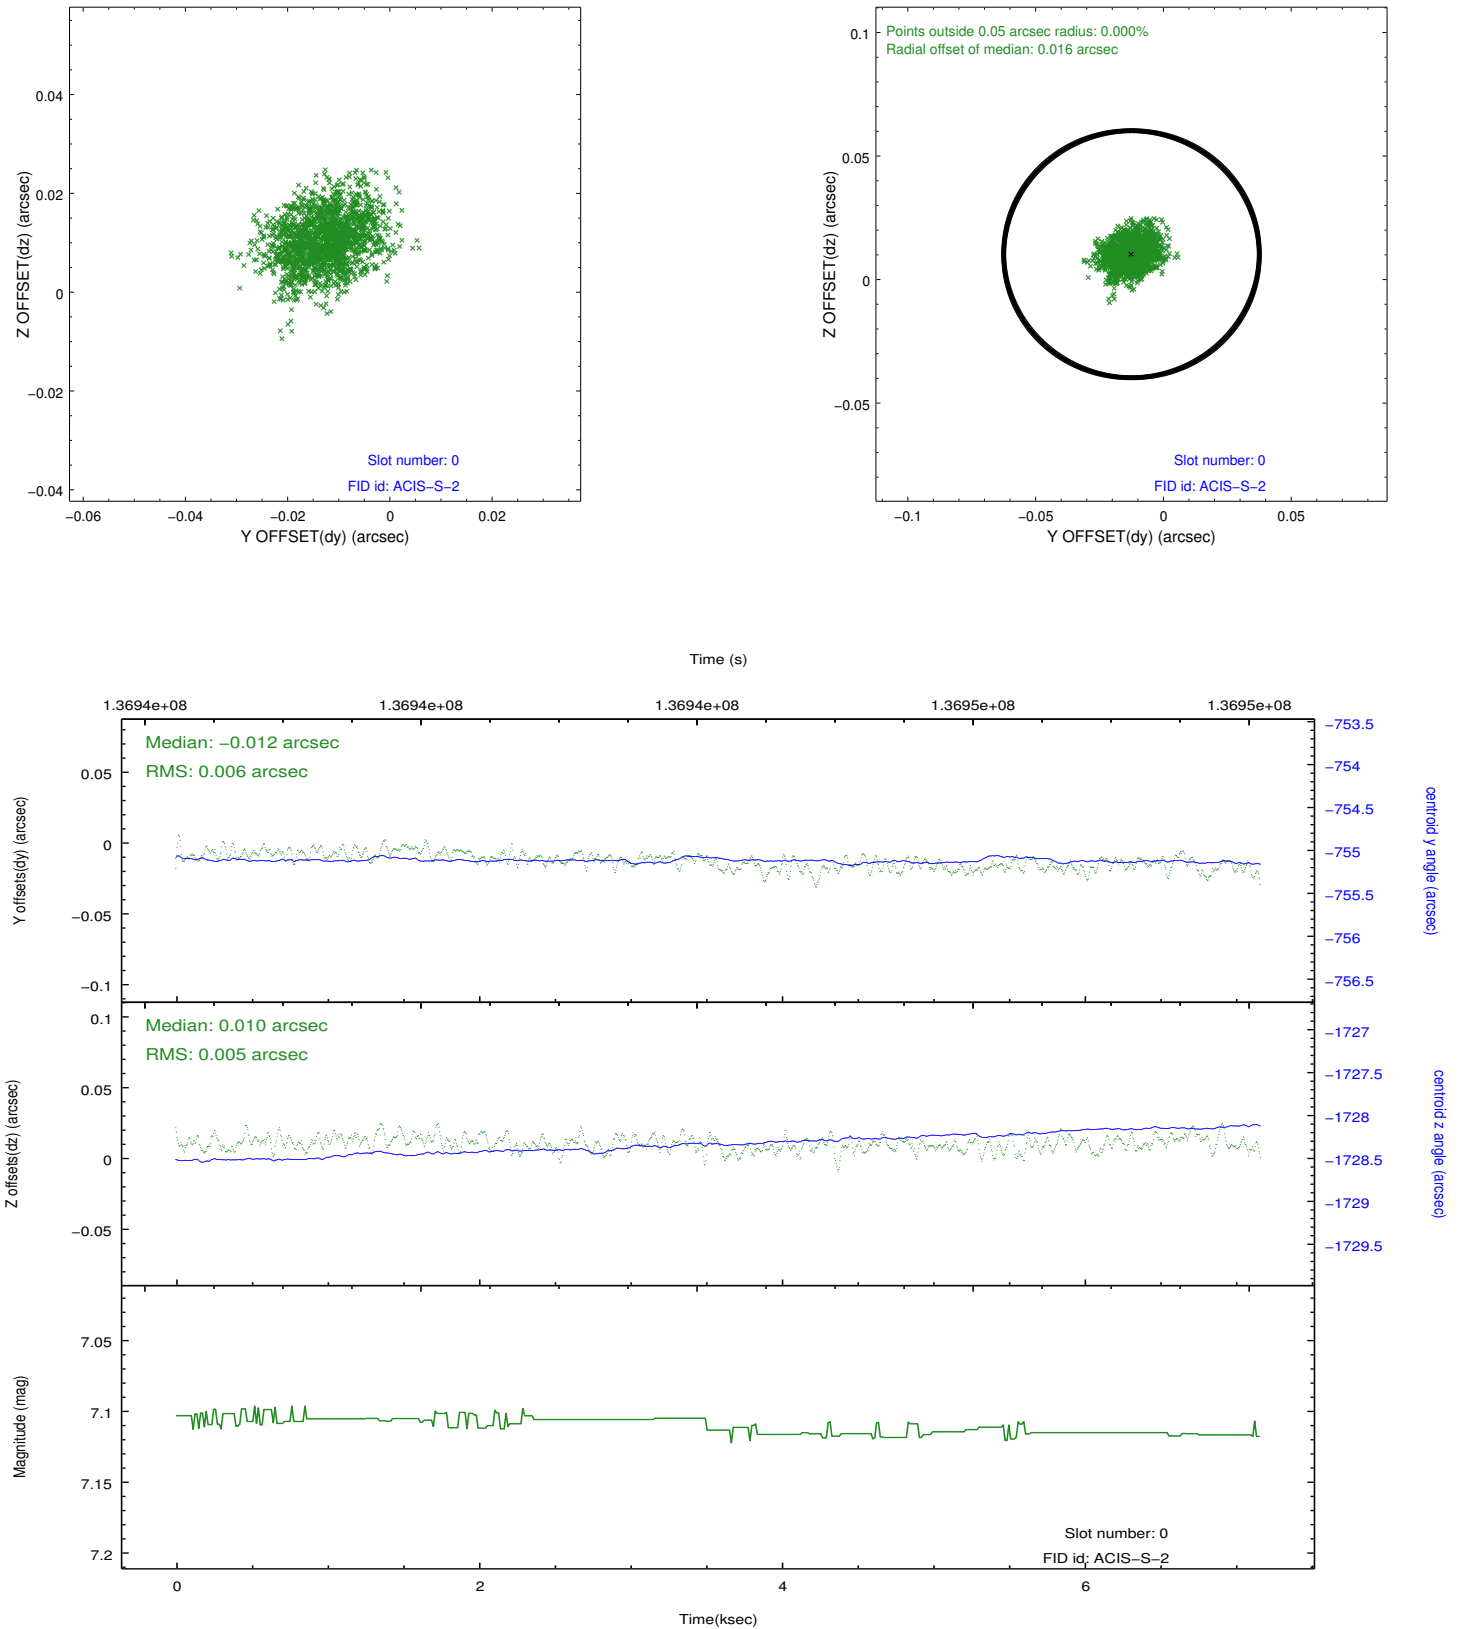 0.04
0.02
0
−0.02
−0.04
Z OFFSET(dz) (arcsec)
Slot number: 0
FID id: ACIS−S−2
−0.06
−0.04
−0.02
0
0.02
Y OFFSET(dy) (arcsec)
Points outside 0.05 arcsec radius: 0.000%
Radial offset of median: 0.016 arcsec
0.1
0.05
0
−0.05
Z OFFSET(dz) (arcsec)
Slot number: 0
FID id: ACIS−S−2
−0.1
−0.05
0
0.05
Y OFFSET(dy) (arcsec)
Time (s)
1.3694e+08
1.3694e+08
1.3694e+08
1.3695e+08
1.3695e+08
Median: −0.012 arcsec
RMS: 0.006 arcsec
0.05
0
−0.05
−0.1
Y offsets(dy) (arcsec)
−753.5
−754
−754.5
−755
−755.5
−756
−756.5
centroid y angle (arcsec)
Median: 0.010 arcsec
RMS: 0.005 arcsec
0.1
0.05
0
−0.05
Z offsets(dz) (arcsec)
−1727
−1727.5
−1728
−1728.5
−1729
−1729.5
centroid z angle (arcsec)
7.05
7.1
7.15
7.2
Magnitude (mag)
Slot number: 0
FID id: ACIS−S−2
0
2
4
6
Time(ksec)